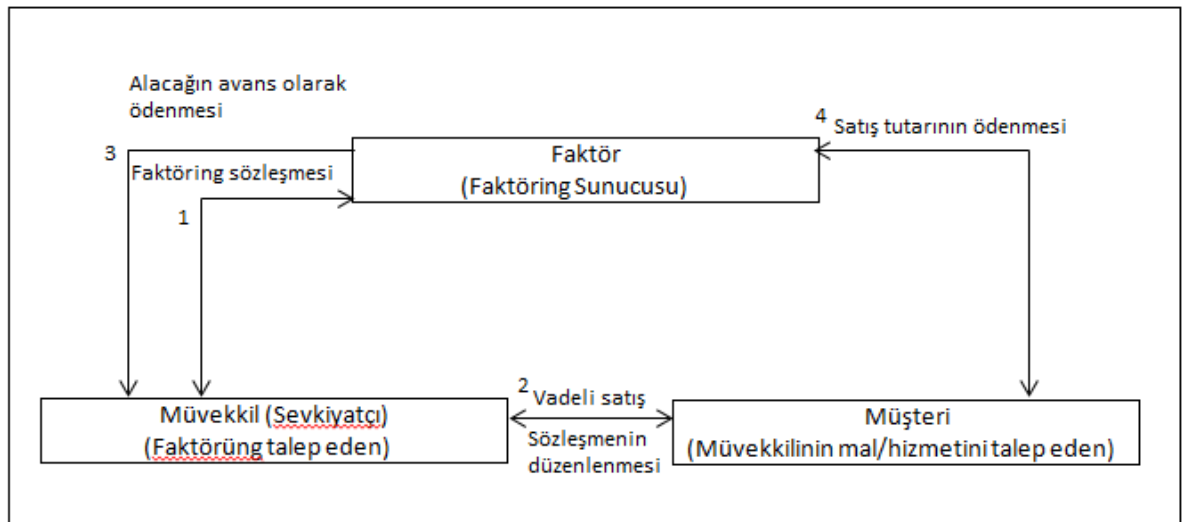 Alacağın avans olarak
ödenmesi
4 Satış tutarının ödenmesi
3
Faktör
(Faktöring Sunucusu)
Faktöring sözleşmesi
1
2 Vadeli satış
Müvekkil (Sevkiyatçı)
(Faktörüng talep eden)
Sözleşmenin
düzenlenmesi
Müşteri
(Müvekkilinin mal/hizmetini talep eden)